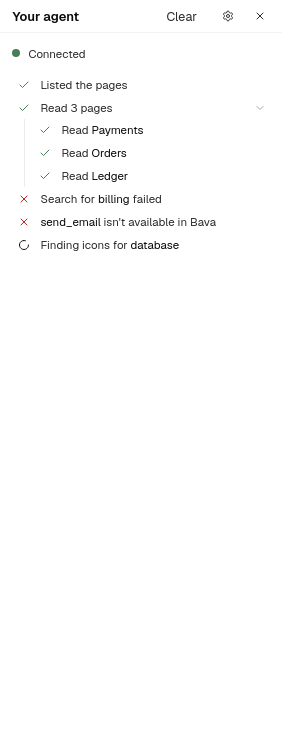 Your agent Clear
Connected
Listed the pages
Read 3 pages
Read Payments
Read Orders
Read Ledger
Search for billing failed
send_email isn't available in Bava
Finding icons for database